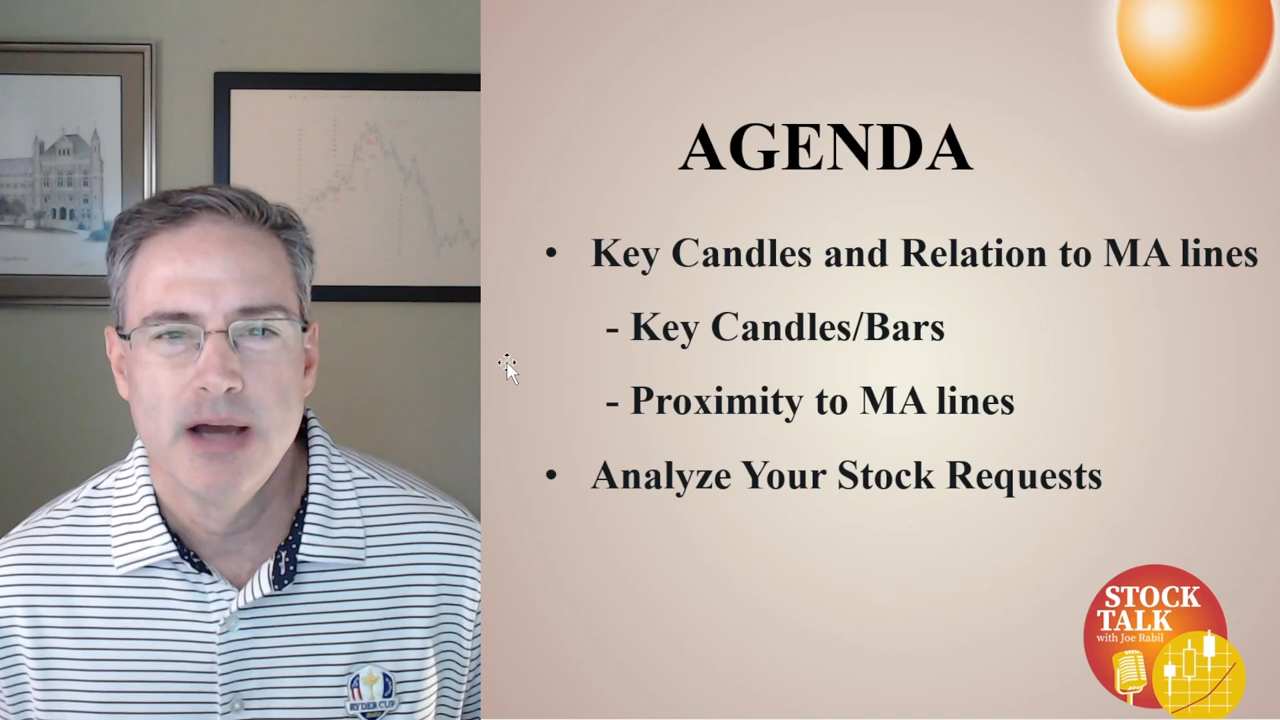 AGENDA
• Key Candles and Relation to MA lines
- Key Candles/Bars
- Proximity to MA lines
• Analyze Your Stock Requests
STOCK
TALK
with Joe Rabil
RYDER CUP